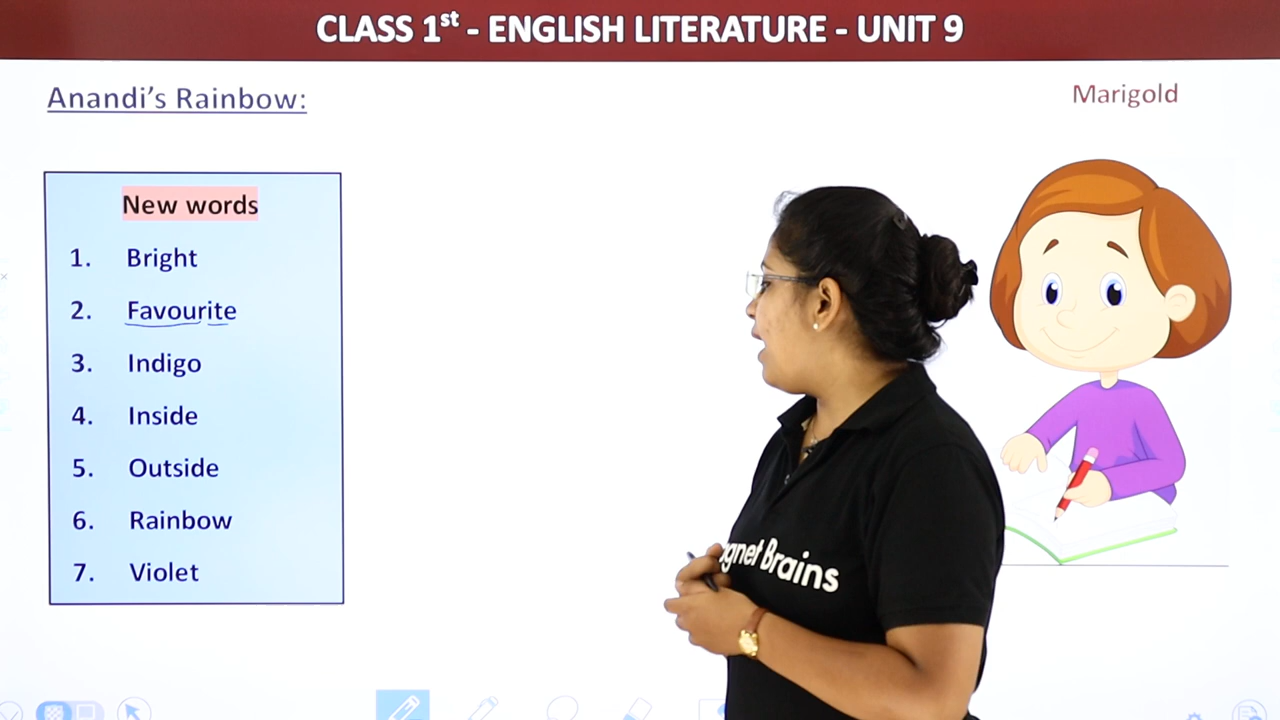 CLASS 1st - ENGLISH LITERATURE - UNIT 9
Anandi's Rainbow:
Marigold
New words
1. Bright
2. Favourite
3. Indigo
4. Inside
5. Outside
6. Rainbow
7. Violet
Brains